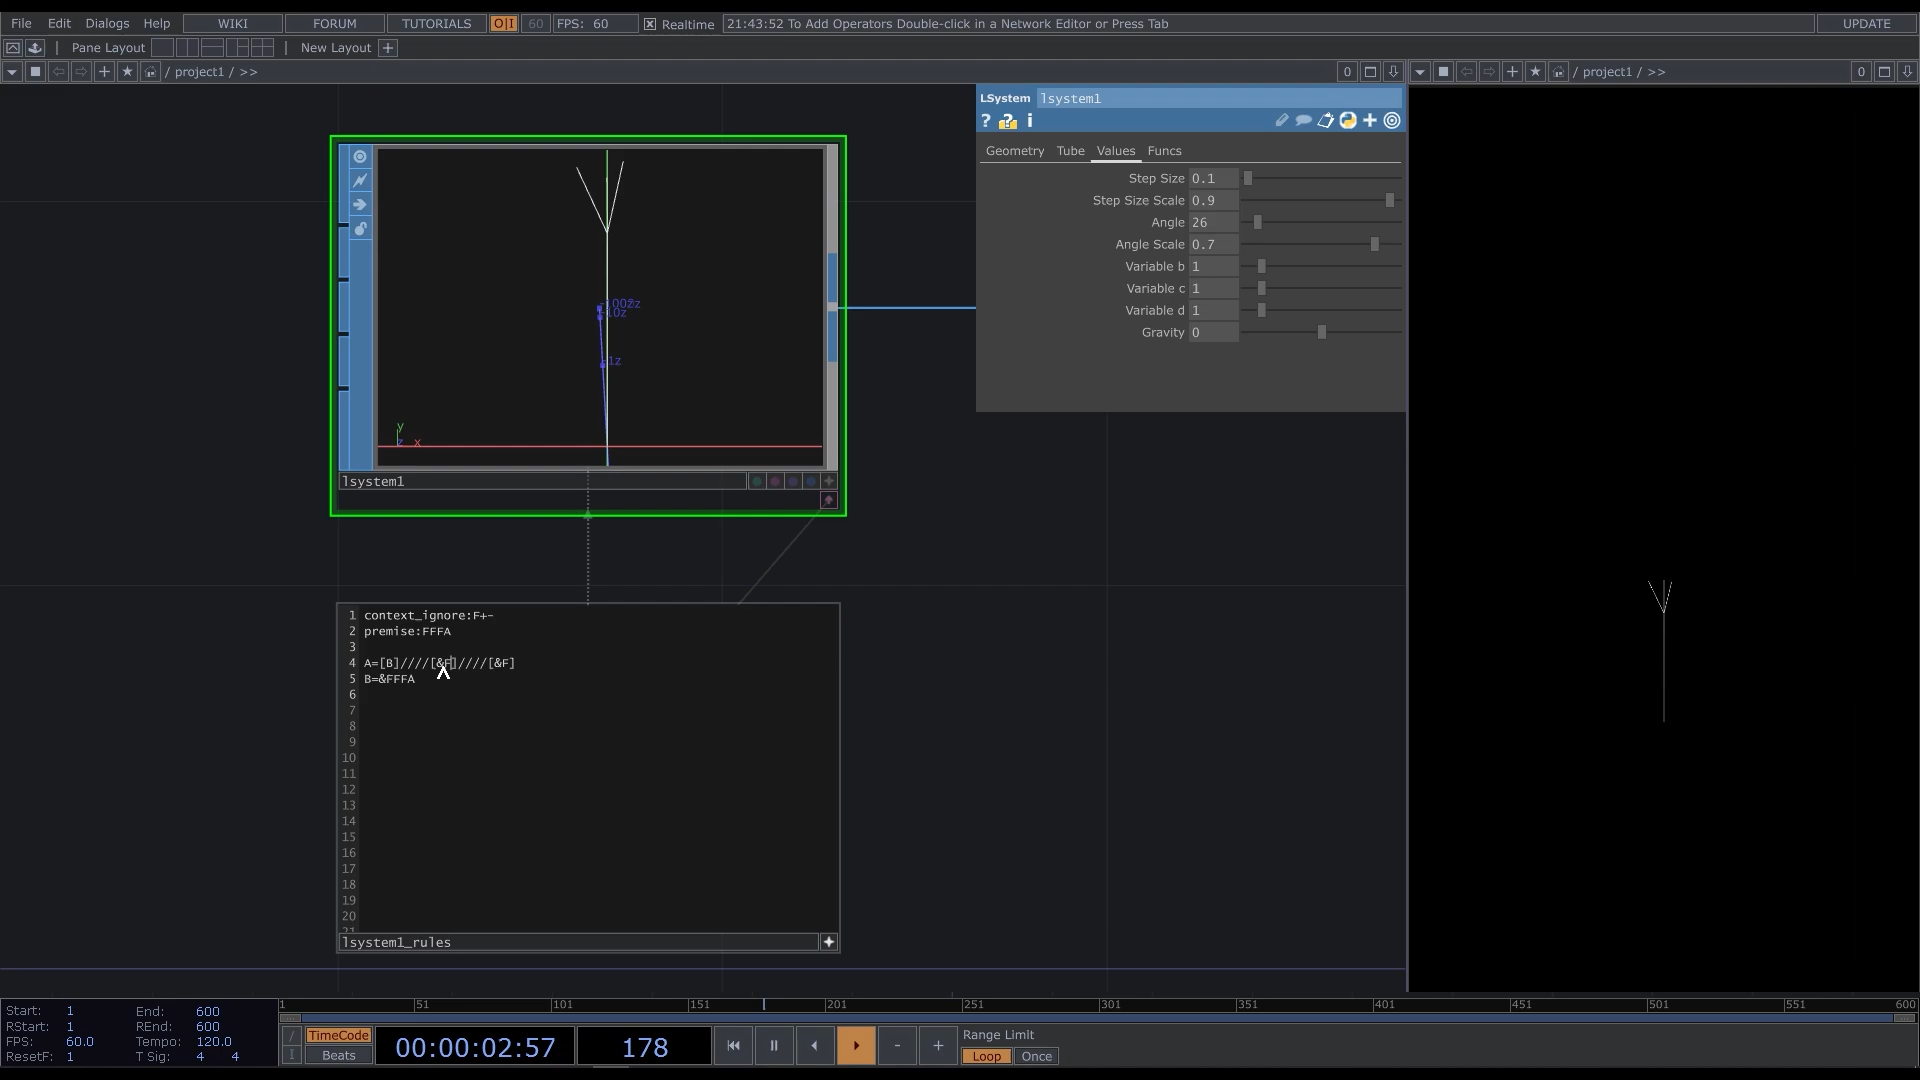 File Edit Dialogs Help WIKI FORUM TUTORIALS O|I 60 FPS: 60 Realtime 21:43:52 To Add Operators Double-click in a Network Editor or Press Tab UPDATE
Pane Layout New Layout +
/ project1 / >> 0
/ project1 / >> 0
LSystem lsystem1
? ? i
Geometry Tube Values Funcs
Step Size 0.1
Step Size Scale 0.9
Angle 26
Angle Scale 0.7
Variable b 1
Variable c 1
Variable d 1
Gravity 0
10z
1z
y
z x
lsystem1
1 context_ignore:F+-
2 premise:FFFA
3
4 A=[B]////[&F]////[&F]
5 B=&FFFA
6
7
8
9
10
11
12
13
14
15
16
17
18
19
20
21
lsystem1_rules
1 51 101 151 201 251 301 351 401 451 501 551 600
Start: 1 End: 600
RStart: 1 REnd: 600
FPS: 60.0 Tempo: 120.0
ResetF: 1 T Sig: 4 4
/ TimeCode
I Beats
00:00:02:57 178
- +
Range Limit
Loop Once